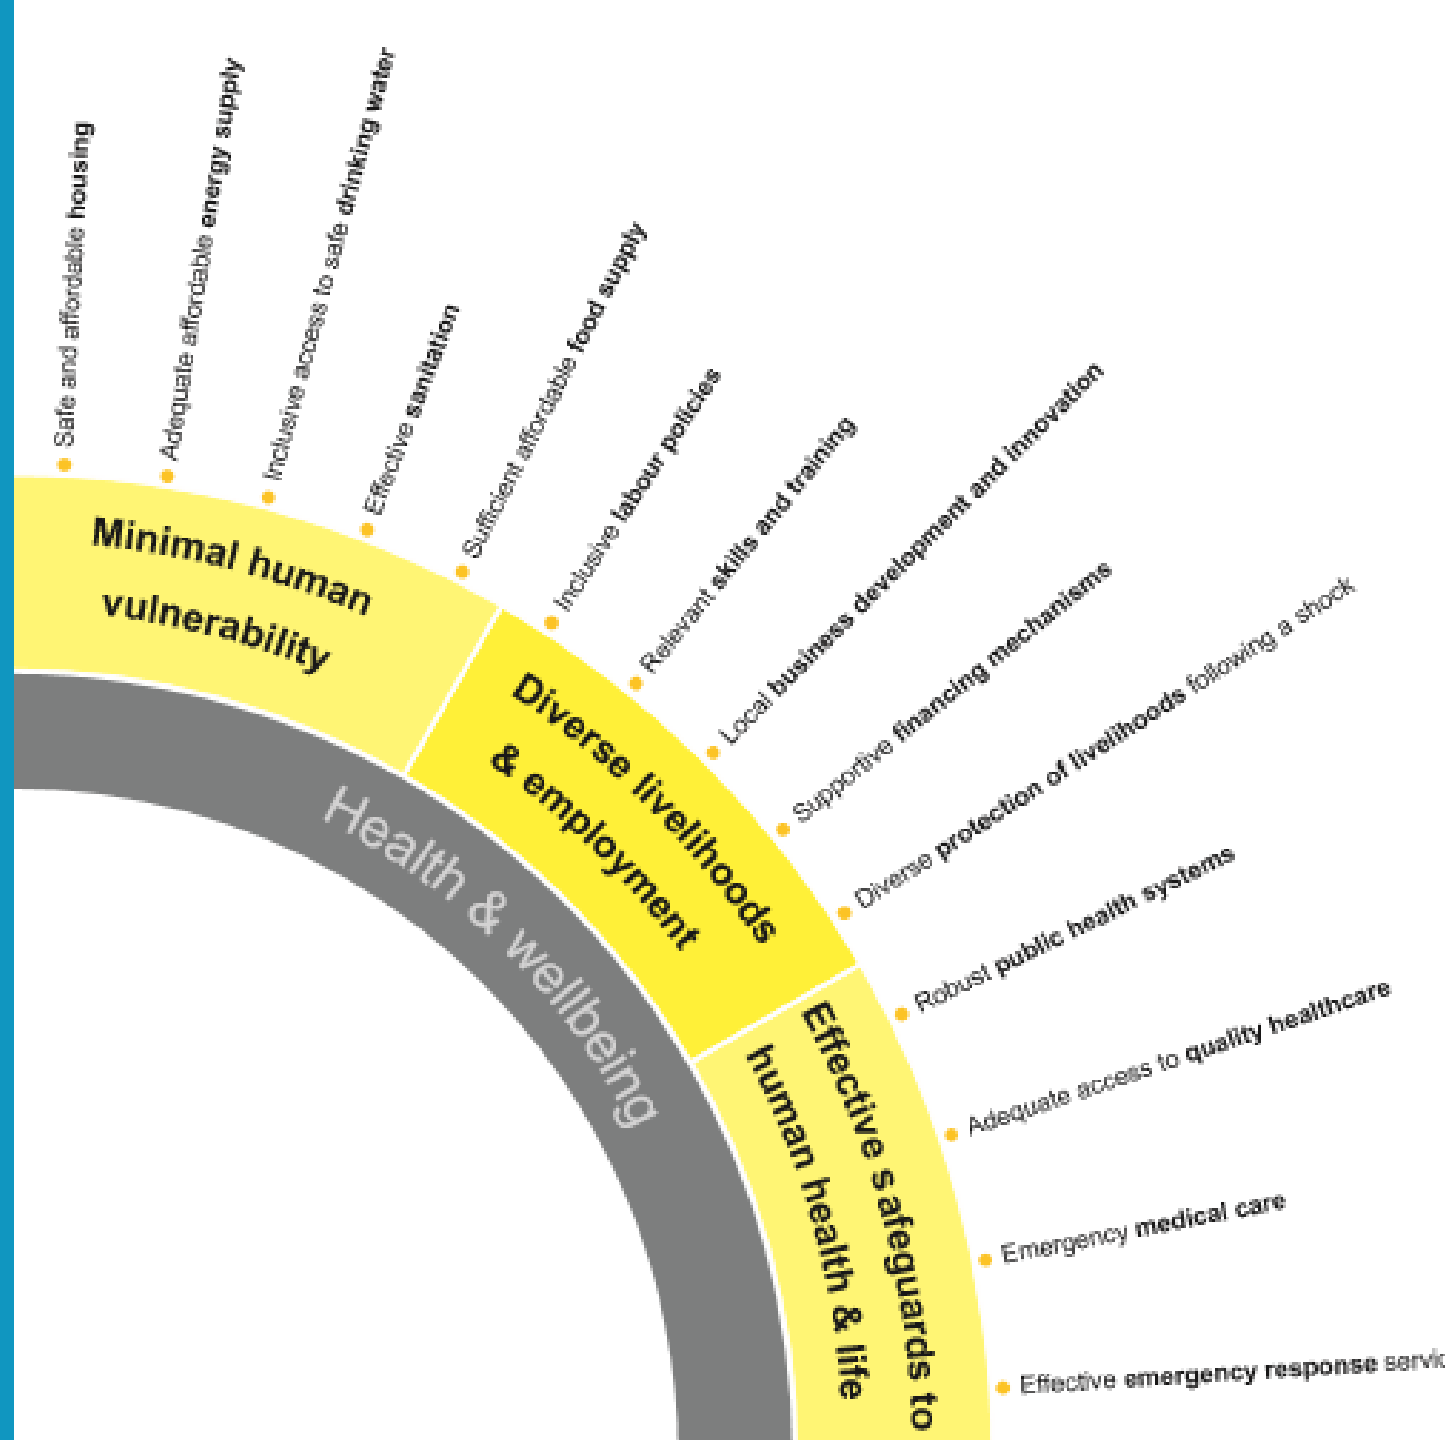 Safe and affordable housing
Adequate affordable energy supply
Inclusive access to safe drinking water
Effective sanitation
Sufficient affordable food supply
Inclusive labour policies
Relevant skills and training
Local business development and innovation
Supportive financing mechanisms
Diverse protection of livelihoods following a shock
Robust public health systems
Adequate access to quality healthcare
Emergency medical care
Effective emergency response
Minimal human
vulnerability
Diverse livelihoods
& employment
Effective safeguards to
human health & life
Health & wellbeing